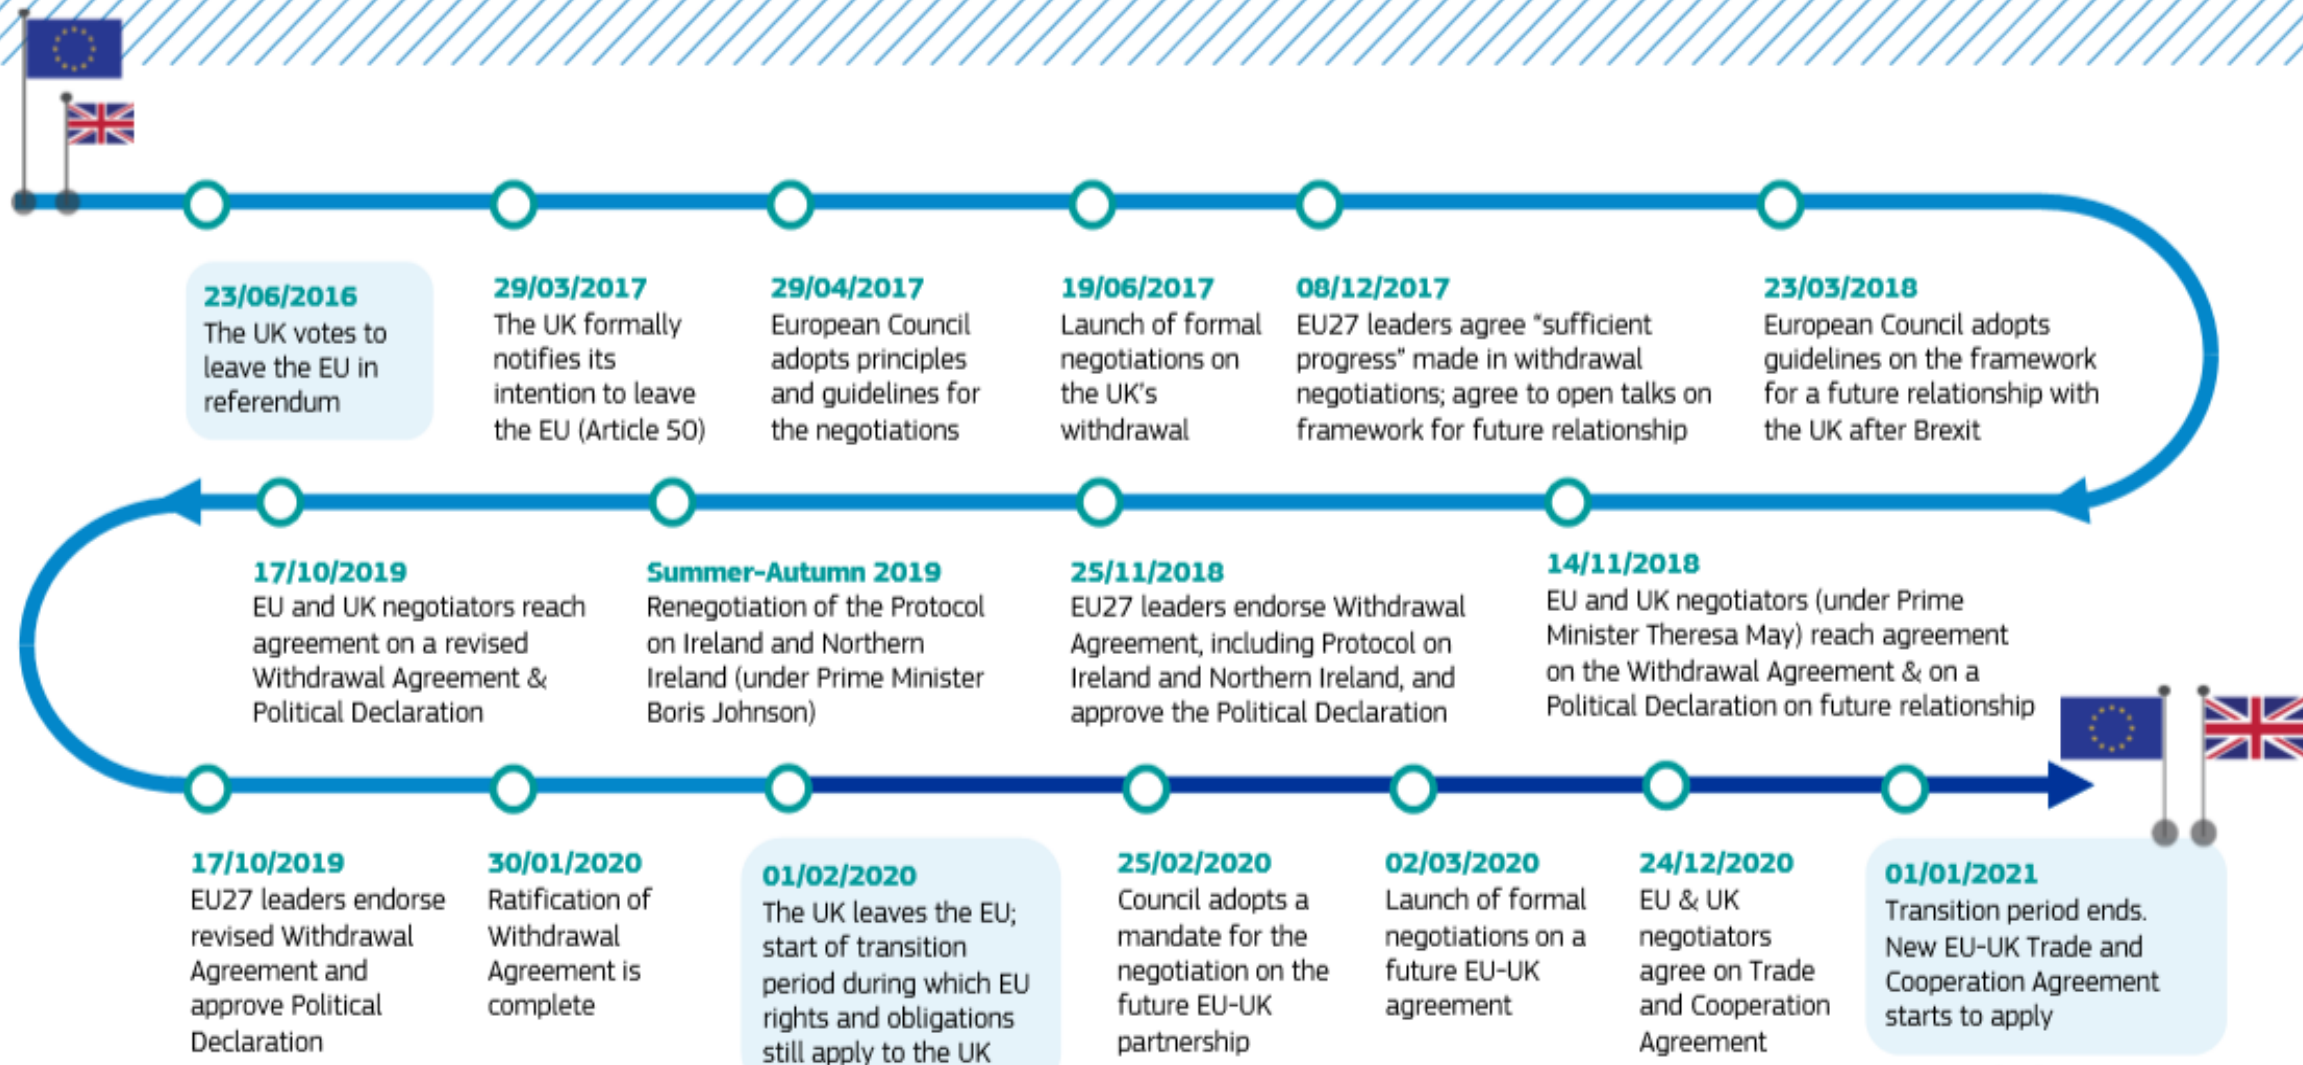 23/06/2016
The UK votes to
leave the EU in
referendum
29/03/2017
The UK formally
notifies its
intention to leave
the EU (Article 50)
29/04/2017
European Council
adopts principles
and guidelines for
the negotiations
19/06/2017
Launch of formal
negotiations on
the UK's
withdrawal
08/12/2017
EU27 leaders agree “sufficient
progress” made in withdrawal
negotiations; agree to open talks on
framework for future relationship
23/03/2018
European Council adopts
guidelines on the framework
for a future relationship with
the UK after Brexit
14/11/2018
EU and UK negotiators (under Prime
Minister Theresa May) reach agreement
on the Withdrawal Agreement & on a
Political Declaration on future relationship
25/11/2018
EU27 leaders endorse Withdrawal
Agreement, including Protocol on
Ireland and Northern Ireland, and
approve the Political Declaration
Summer-Autumn 2019
Renegotiation of the Protocol
on Ireland and Northern
Ireland (under Prime Minister
Boris Johnson)
17/10/2019
EU and UK negotiators reach
agreement on a revised
Withdrawal Agreement &
Political Declaration
17/10/2019
EU27 leaders endorse
revised Withdrawal
Agreement and
approve Political
Declaration
30/01/2020
Ratification of
Withdrawal
Agreement is
complete
01/02/2020
The UK leaves the EU;
start of transition
period during which EU
rights and obligations
still apply to the UK
25/02/2020
Council adopts a
mandate for the
negotiation on the
future EU-UK
partnership
02/03/2020
Launch of formal
negotiations on a
future EU-UK
agreement
24/12/2020
EU & UK
negotiators
agree on Trade
and Cooperation
Agreement
01/01/2021
Transition period ends.
New EU-UK Trade and
Cooperation Agreement
starts to apply